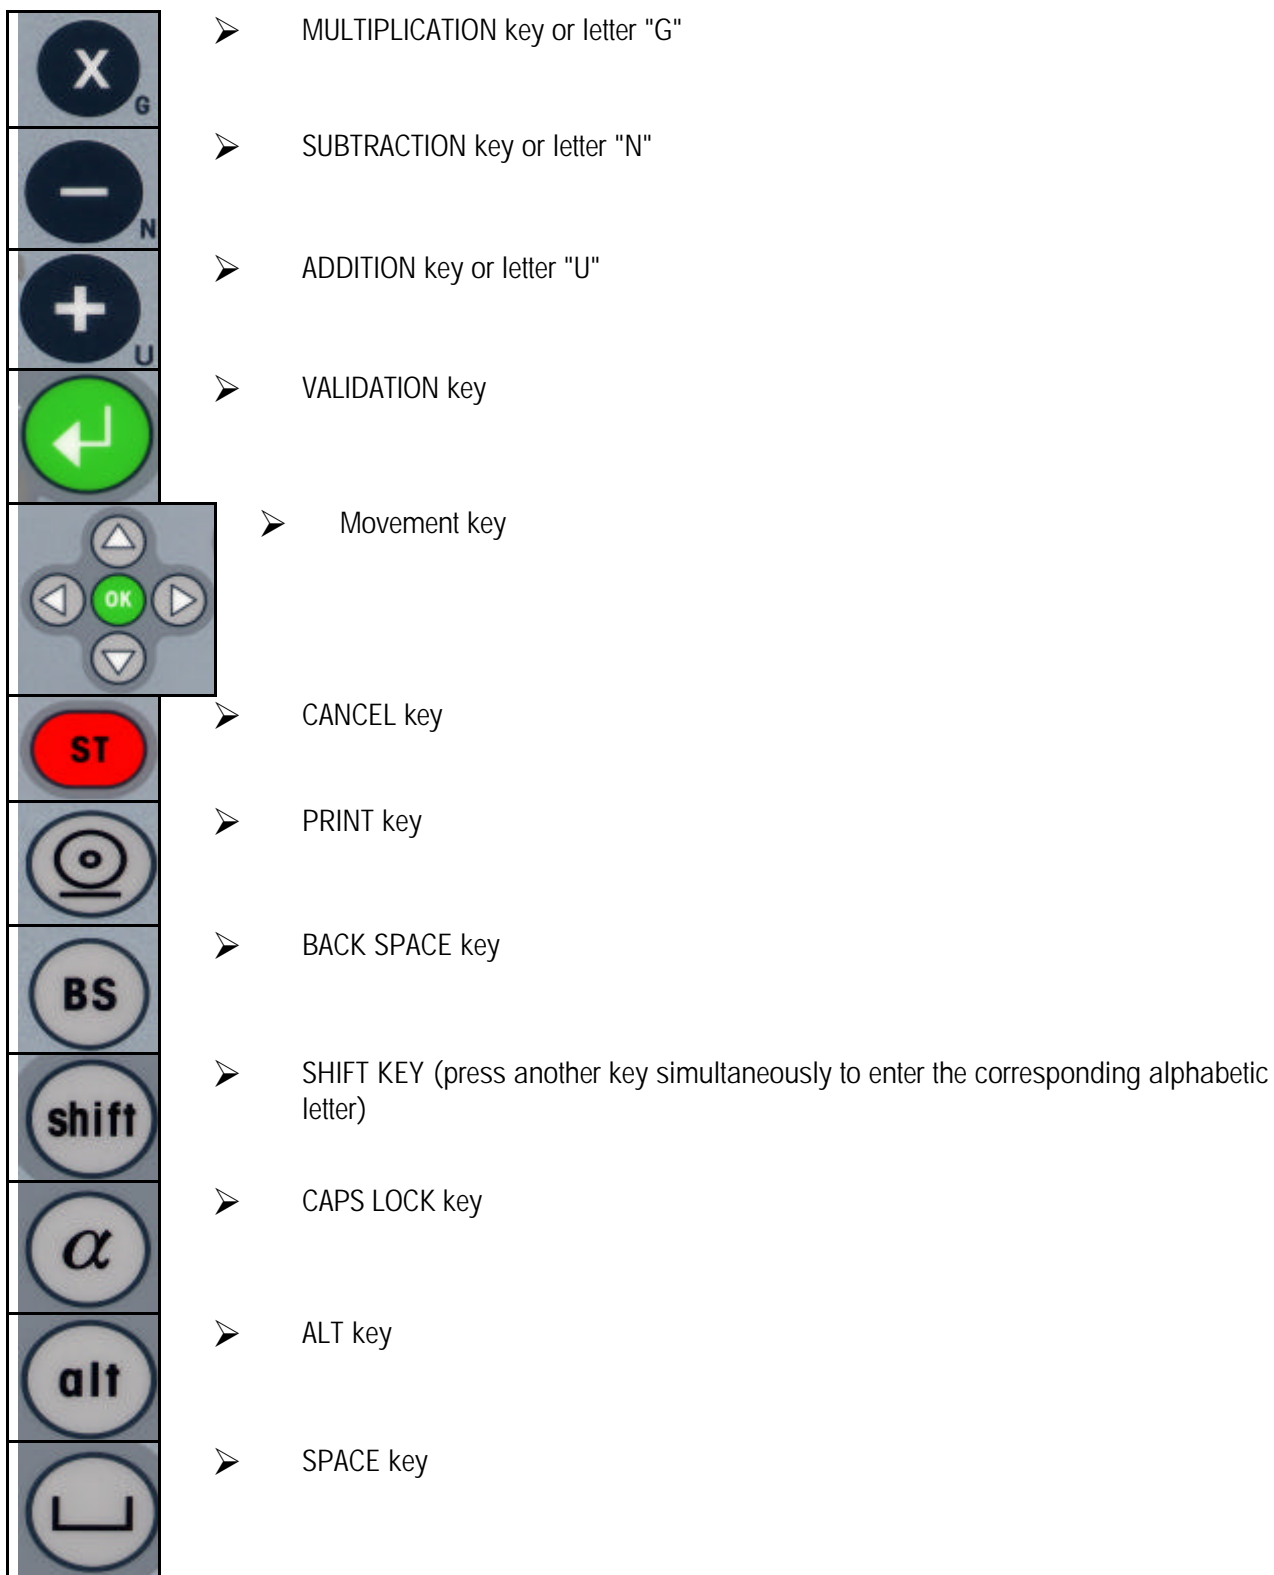 X
G
➢ MULTIPLICATION key or letter "G"
N
➢ SUBTRACTION key or letter "N"
U
➢ ADDITION key or letter "U"
➢ VALIDATION key
OK
➢ Movement key
ST
➢ CANCEL key
➢ PRINT key
BS
➢ BACK SPACE key
shift
➢ SHIFT KEY (press another key simultaneously to enter the corresponding alphabetic
letter)
α
➢ CAPS LOCK key
alt
➢ ALT key
➢ SPACE key